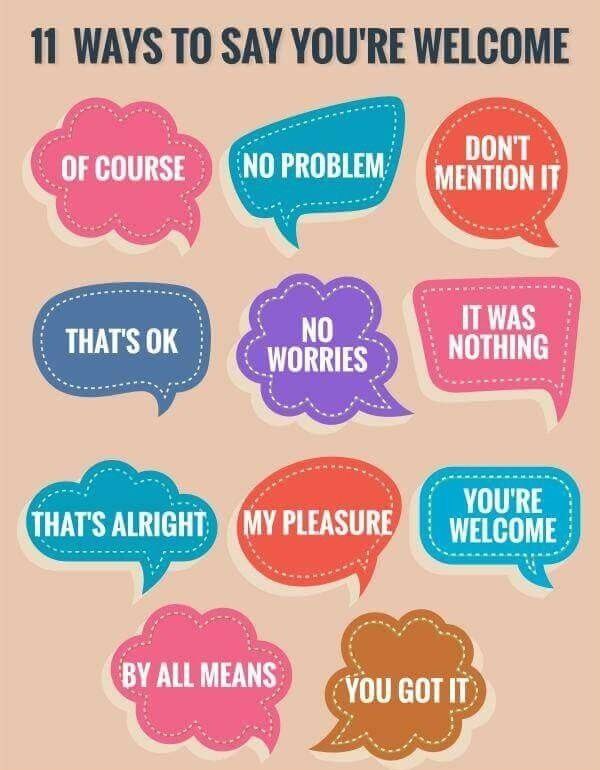 11 WAYS TO SAY YOU'RE WELCOME
OF COURSE
NO PROBLEM
DON'T
MENTION IT
THAT'S OK
NO
WORRIES
IT WAS
NOTHING
THAT'S ALRIGHT
MY PLEASURE
YOU'RE
WELCOME
BY ALL MEANS
YOU GOT IT